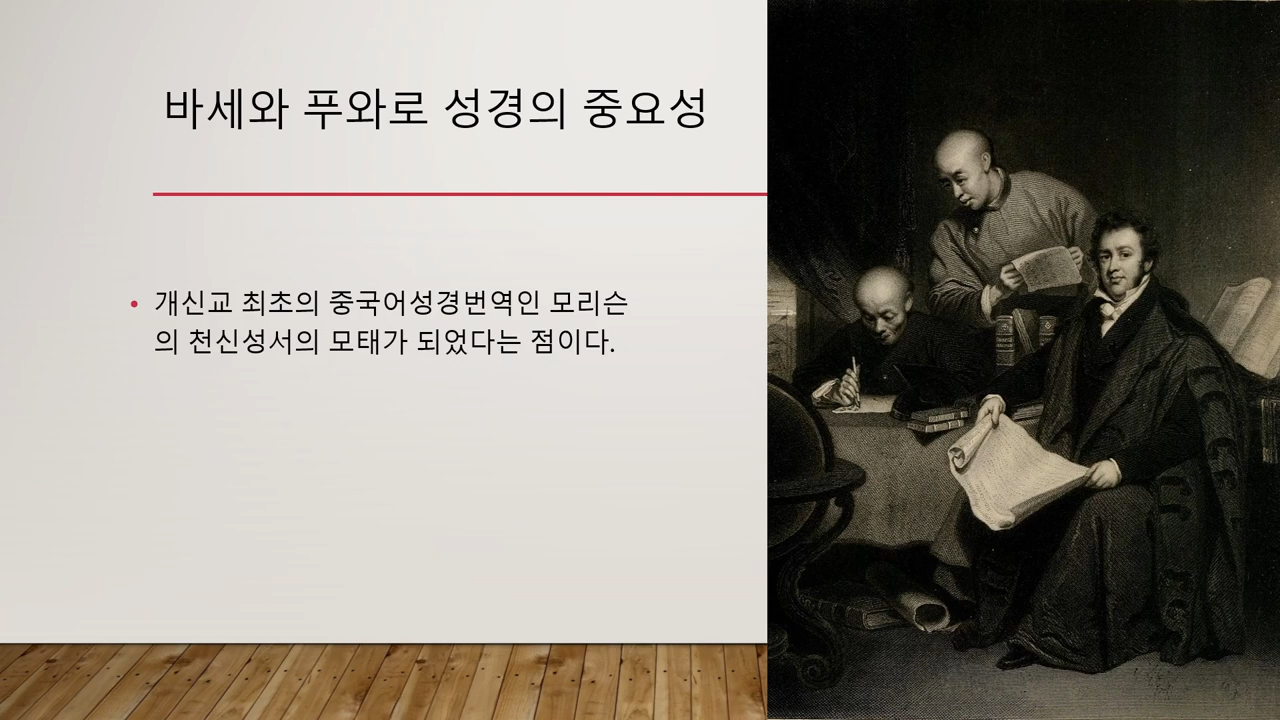 바세와 푸와로 성경의 중요성
• 개신교 최초의 중국어성경번역인 모리슨
의 천신성서의 모태가 되었다는 점이다.